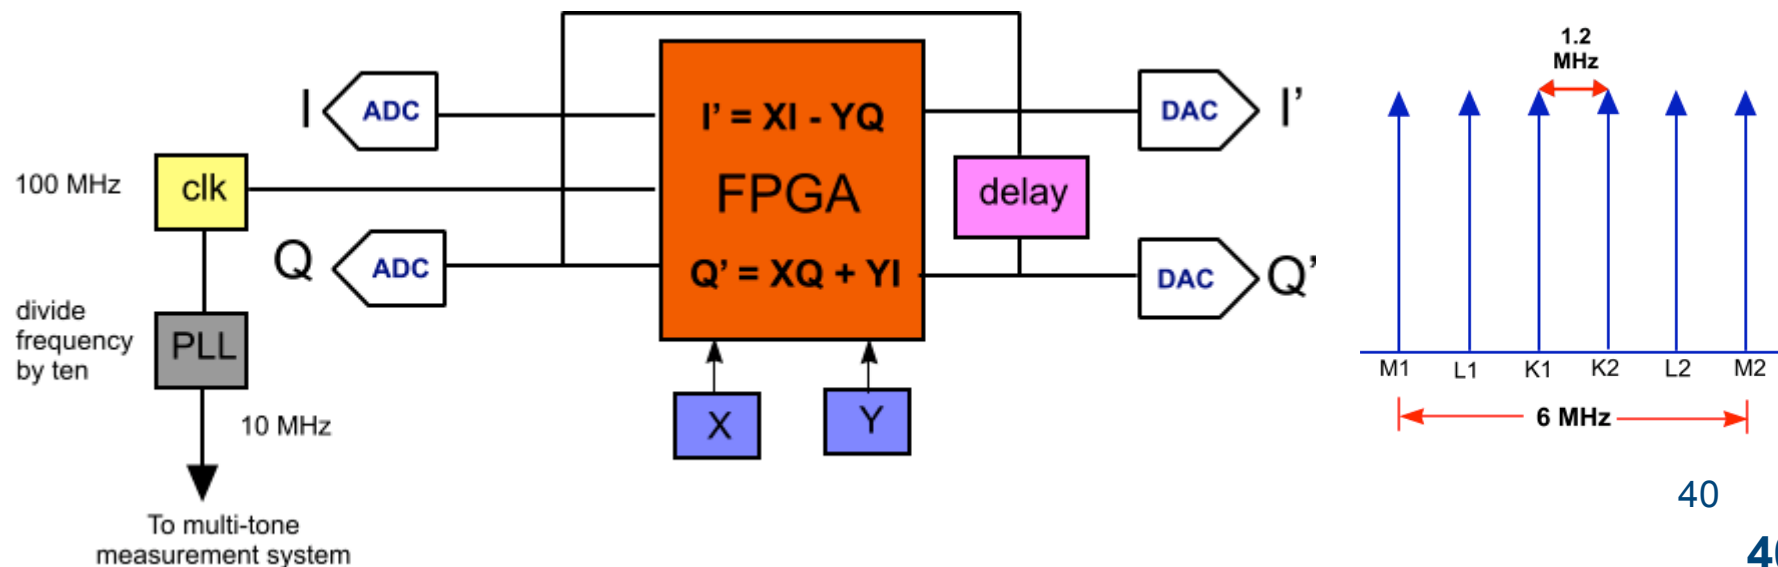 I
ADC
I' = XI - YQ
DAC
I'
100 MHz
clk
FPGA
delay
Q
ADC
Q' = XQ + YI
DAC
Q'
divide
frequency
by ten
PLL
10 MHz
X
Y
To multi-tone
measurement system
1.2
MHz
M1
L1
K1
K2
L2
M2
6 MHz
40